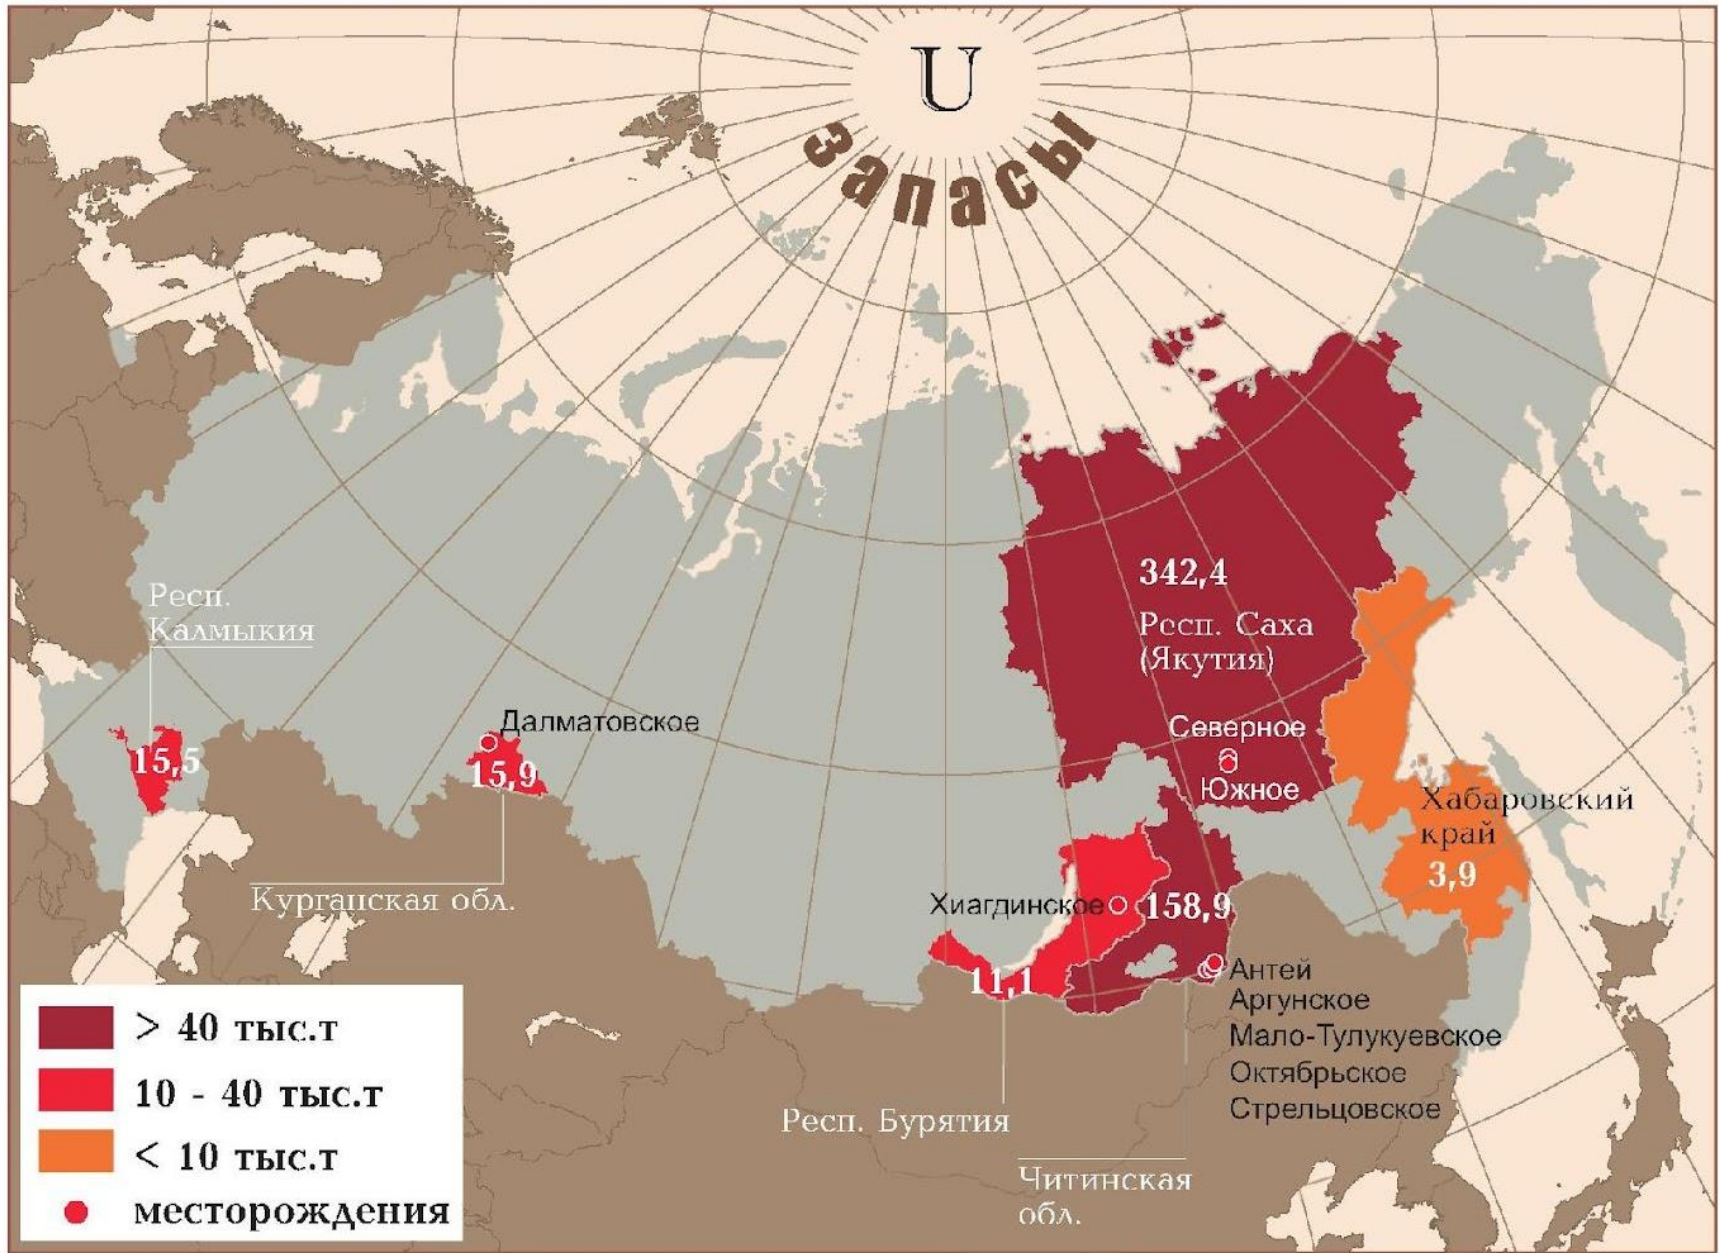 U
Запасы
342,4
Респ. Саха
(Якутия)
Респ.
Калмыкия
15,5
Далматовское
15,9
Курганская обл.
Северное
Южное
Хабаровский
край
3,9
Хиагдинское
158,9
11,1
Антей
Аргунское
Мало-Тулукуевское
Октябрьское
Стрельцовское
Респ. Бурятия
Читинская
обл.
> 40 тыс.т
10 - 40 тыс.т
< 10 тыс.т
месторождения